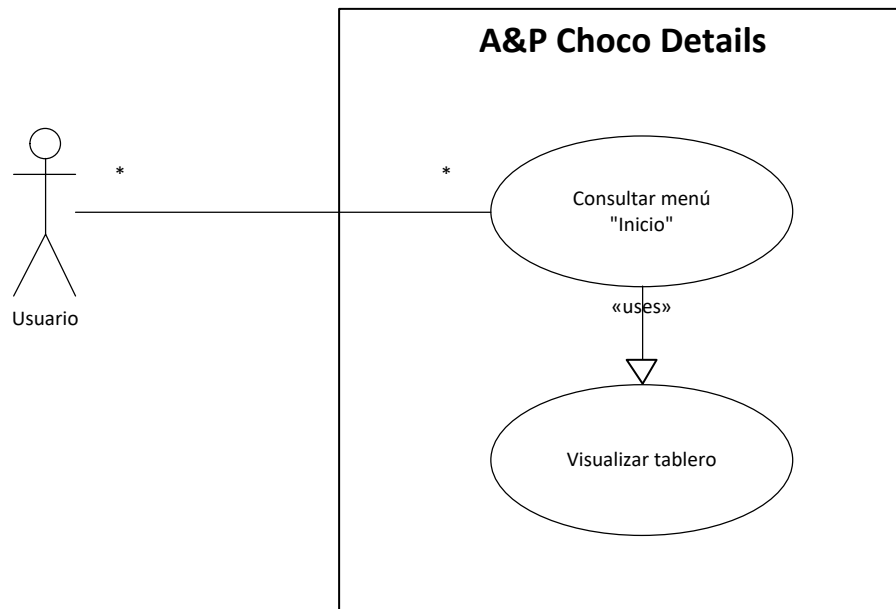 A&P Choco Details
*
*
Consultar menú
"Inicio"
Usuario
«uses»
Visualizar tablero